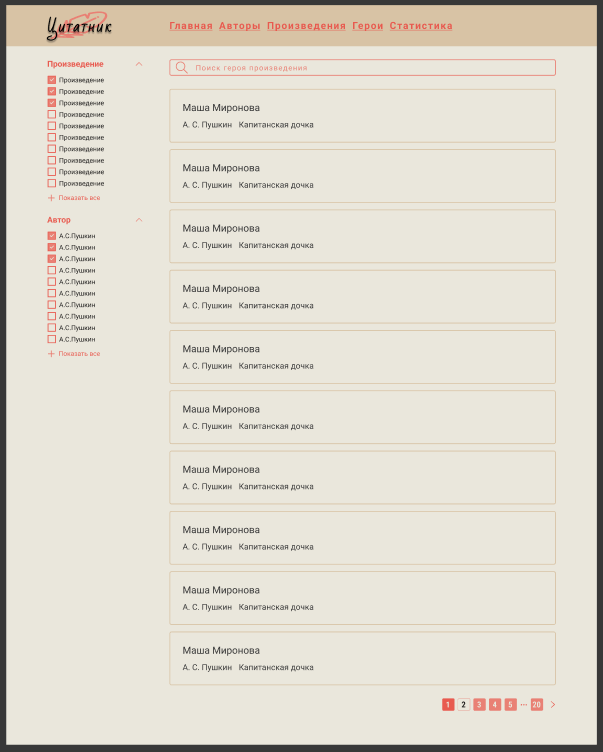 Цитатник
Главная Авторы Произведения Герои Статистика
Произведение
Произведение
Произведение
Произведение
Произведение
Произведение
Произведение
Произведение
Произведение
Произведение
Произведение
Показать все
Автор
А.С.Пушкин
А.С.Пушкин
А.С.Пушкин
А.С.Пушкин
А.С.Пушкин
А.С.Пушкин
А.С.Пушкин
А.С.Пушкин
А.С.Пушкин
А.С.Пушкин
Показать все
Поиск героя произведения
Маша Миронова
А. С. Пушкин Капитанская дочка
Маша Миронова
А. С. Пушкин Капитанская дочка
Маша Миронова
А. С. Пушкин Капитанская дочка
Маша Миронова
А. С. Пушкин Капитанская дочка
Маша Миронова
А. С. Пушкин Капитанская дочка
Маша Миронова
А. С. Пушкин Капитанская дочка
Маша Миронова
А. С. Пушкин Капитанская дочка
Маша Миронова
А. С. Пушкин Капитанская дочка
Маша Миронова
А. С. Пушкин Капитанская дочка
Маша Миронова
А. С. Пушкин Капитанская дочка
1 2 3 4 5 ... 20